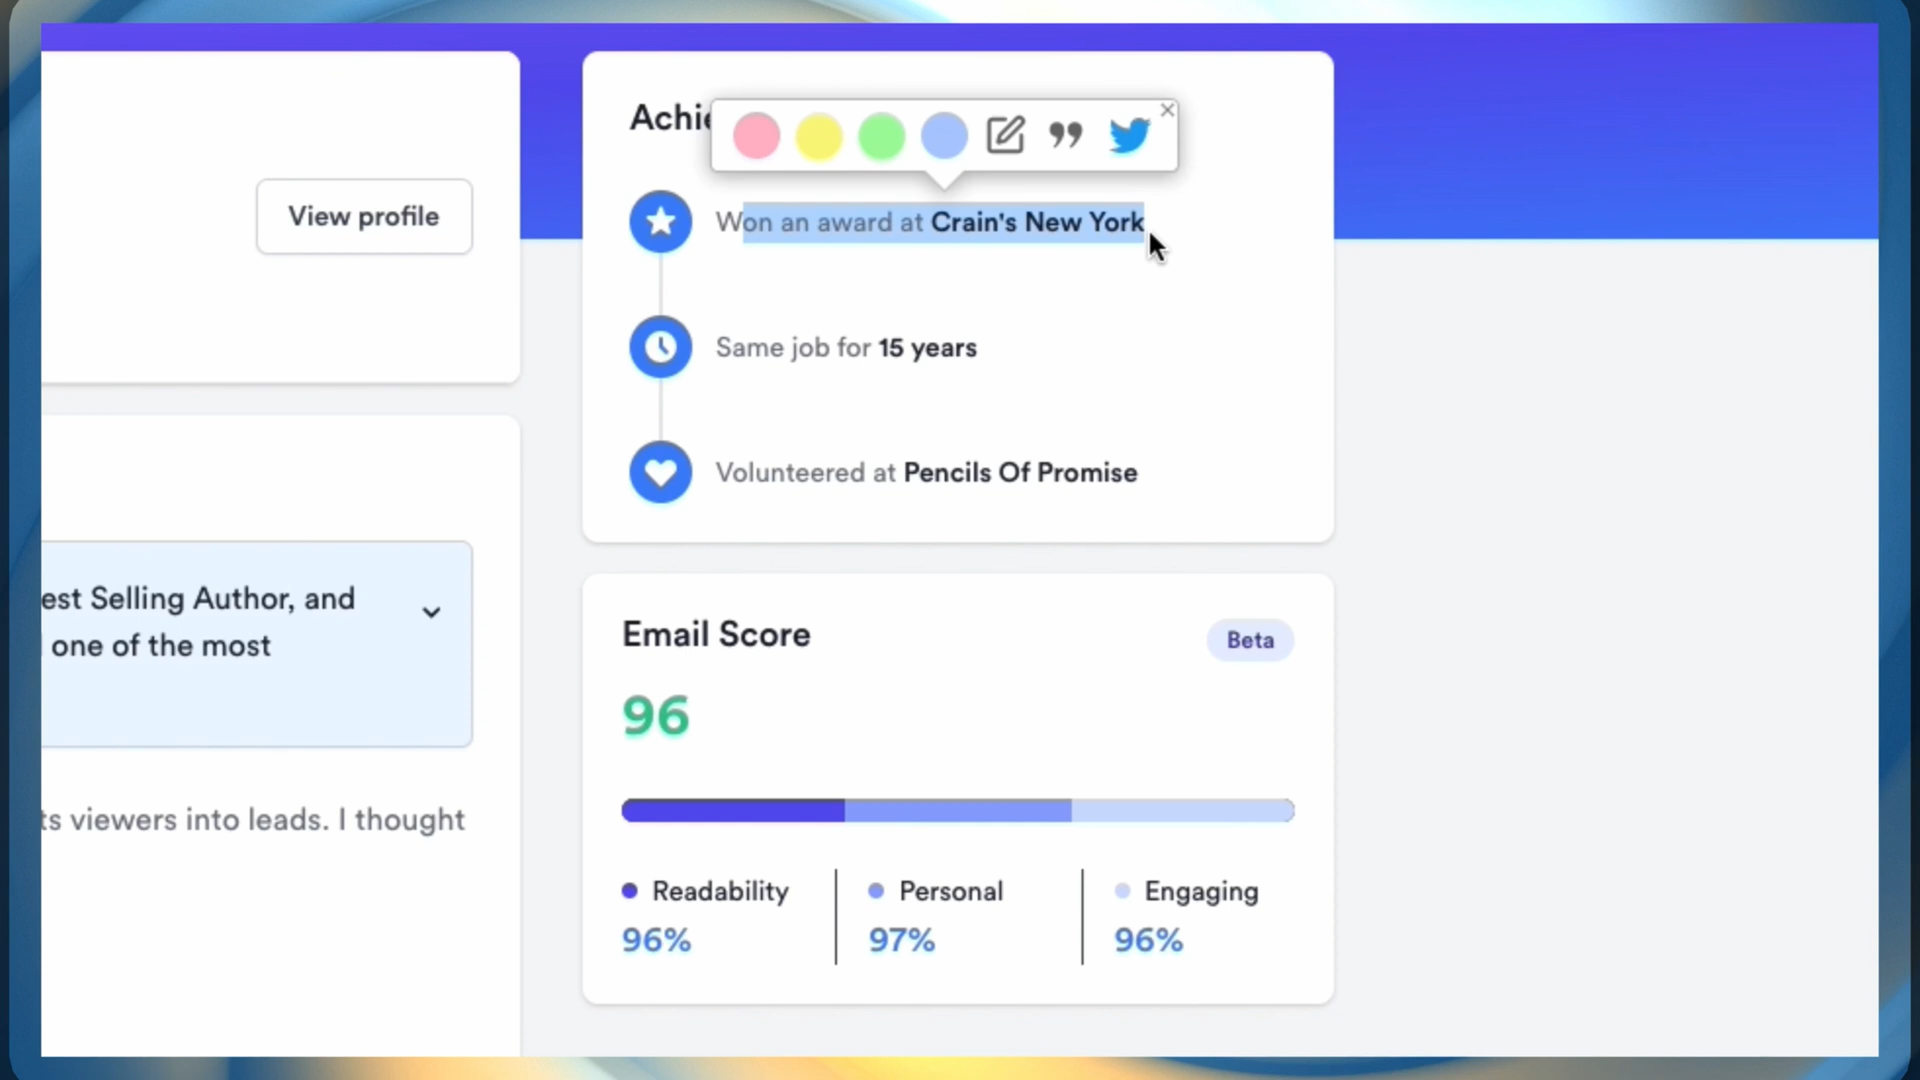 Achie
View profile
Won an award at Crain's New York
Same job for 15 years
Volunteered at Pencils Of Promise
est Selling Author, and
one of the most
ts viewers into leads. I thought
Email Score
Beta
96
Readability
96%
Personal
97%
Engaging
96%